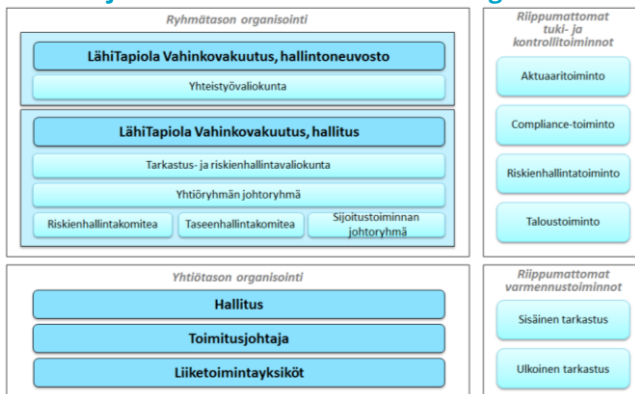 Ryhmätason organisointi
LähiTapiola Vahinkovakuutus, hallintoneuvosto
Yhteistyövaliokunta
LähiTapiola Vahinkovakuutus, hallitus
Tarkastus- ja riskienhallintavaliokunta
Yhtiöryhmän johtoryhmä
Riskienhallintakomitea
Taseenhallintakomitea
Sijoitustoiminnan
johtoryhmä
Riippumattomat
tuki- ja
kontrollitoiminnot
Aktuaaritoiminto
Compliance-toiminto
Riskienhallintatoiminto
Taloustoiminto
Yhtiötason organisointi
Hallitus
Toimitusjohtaja
Liiketoimintayksiköt
Riippumattomat
varmennustoiminnot
Sisäinen tarkastus
Ulkoinen tarkastus